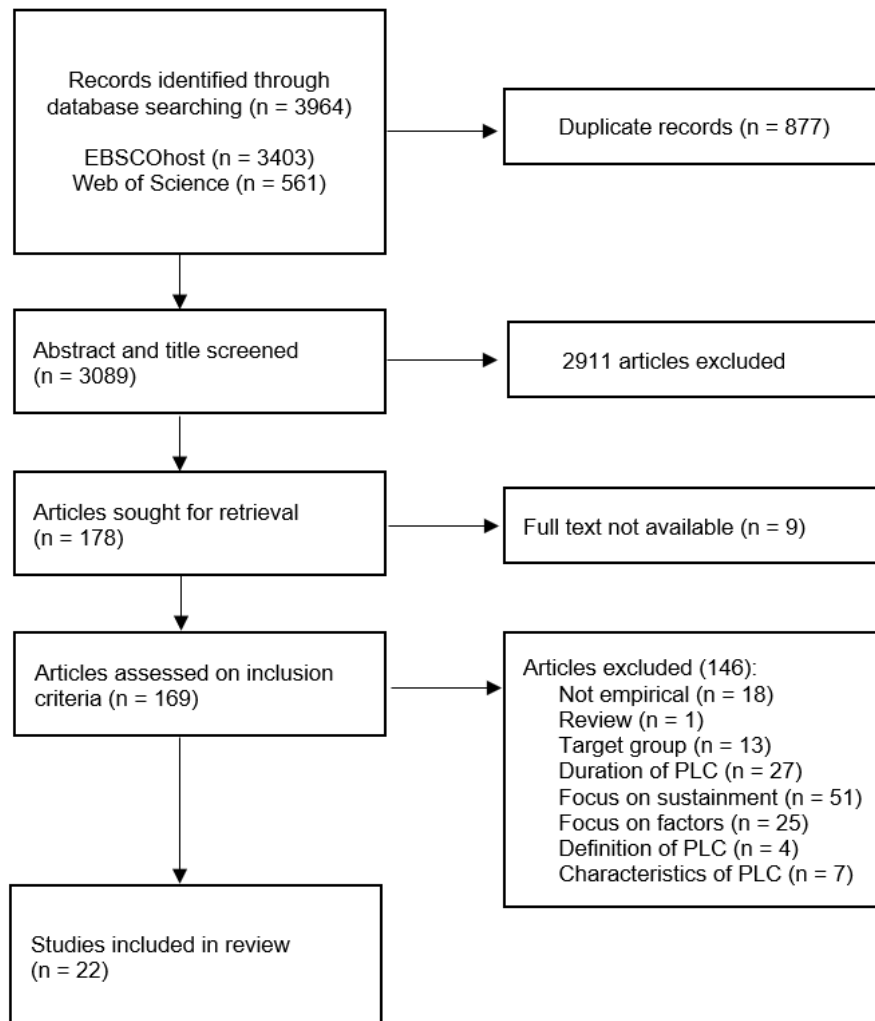 Records identified through
database searching (n = 3964)
EBSCOhost (n = 3403)
Web of Science (n = 561)
Duplicate records (n = 877)
Abstract and title screened
(n = 3089)
2911 articles excluded
Articles sought for retrieval
(n = 178)
Full text not available (n = 9)
Articles assessed on inclusion
criteria (n = 169)
Articles excluded (146):
Not empirical (n = 18)
Review (n = 1)
Target group (n = 13)
Duration of PLC (n = 27)
Focus on sustainment (n = 51)
Focus on factors (n = 25)
Definition of PLC (n = 4)
Characteristics of PLC (n = 7)
Studies included in review
(n = 22)